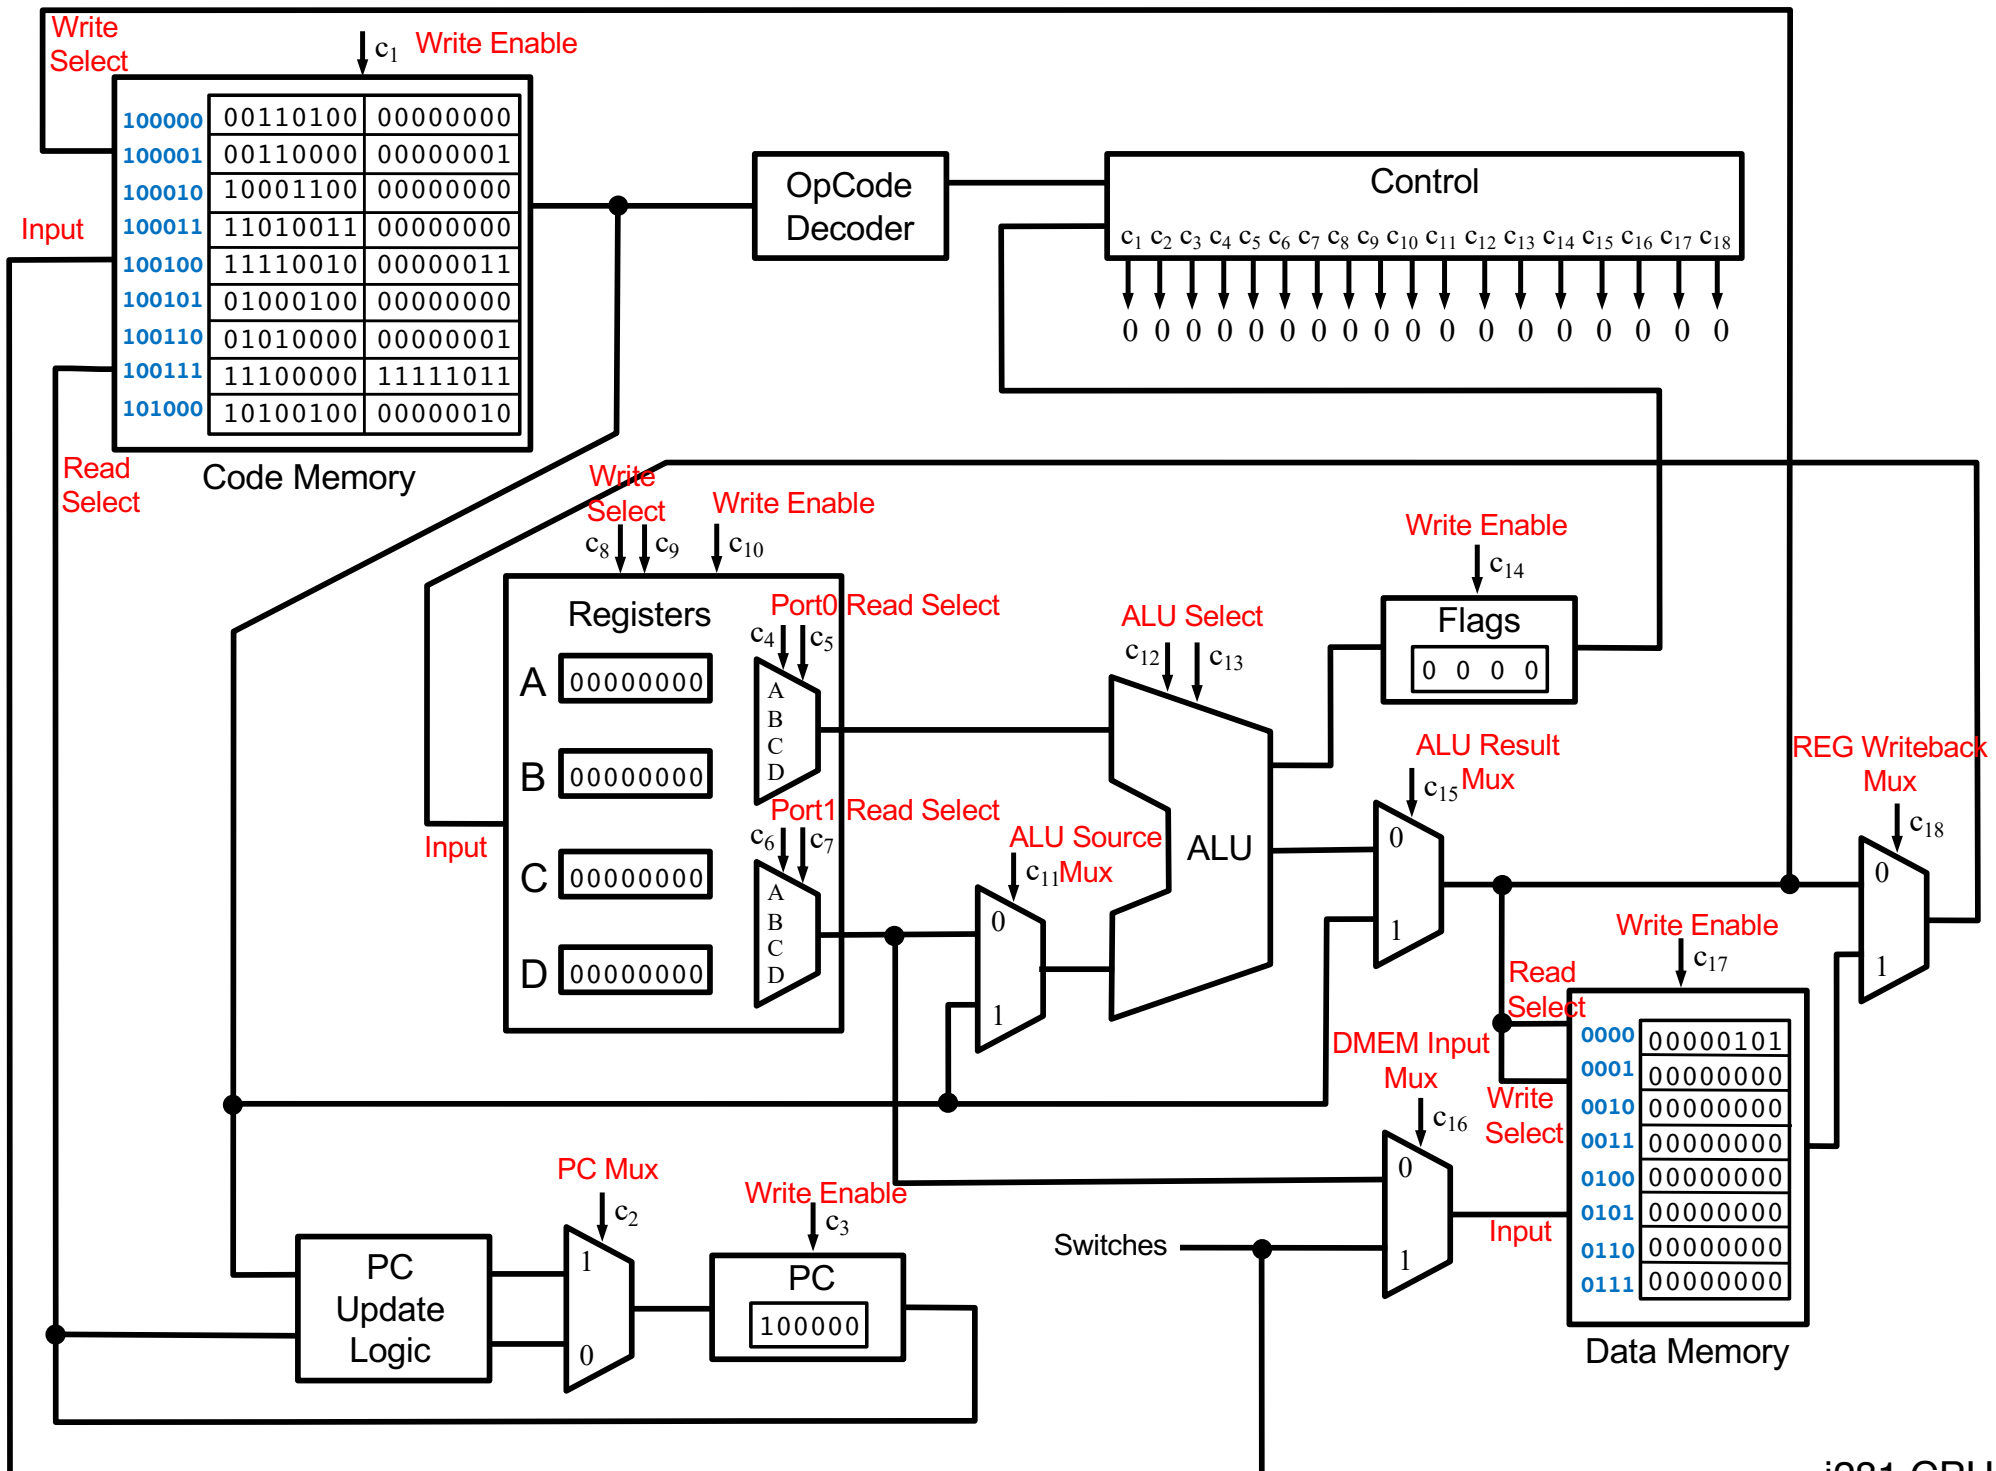 Write
Select
c1 Write Enable
100000 00110100 00000000
100001 00110000 00000001
100010 10001100 00000000
100011 11010011 00000000
100100 11110010 00000011
100101 01000100 00000000
100110 01010000 00000001
100111 11100000 11111011
101000 10100100 00000010
Input
Read
Select
Code Memory
OpCode
Decoder
Control
c1 c2 c3 c4 c5 c6 c7 c8 c9 c10 c11 c12 c13 c14 c15 c16 c17 c18
0 0 0 0 0 0 0 0 0 0 0 0 0 0 0 0 0 0
Write
Select
c8 c9
Write Enable
c10
Registers
A 00000000
B 00000000
C 00000000
D 00000000
Input
Port0 Read Select
c4 c5
A
B
C
D
Port1 Read Select
c6 c7
A
B
C
D
ALU Source
Mux
c11
0
1
ALU Select
c12 c13
ALU
Write Enable
c14
Flags
0 0 0 0
ALU Result
Mux
c15
0
1
REG Writeback
Mux
c18
0
1
Write Enable
c17
Read
Select
Write
Select
Input
0000 00000101
0001 00000000
0010 00000000
0011 00000000
0100 00000000
0101 00000000
0110 00000000
0111 00000000
Data Memory
DMEM Input
Mux
c16
0
1
Switches
PC Mux
c2
1
0
Write Enable
c3
PC
100000
PC
Update
Logic